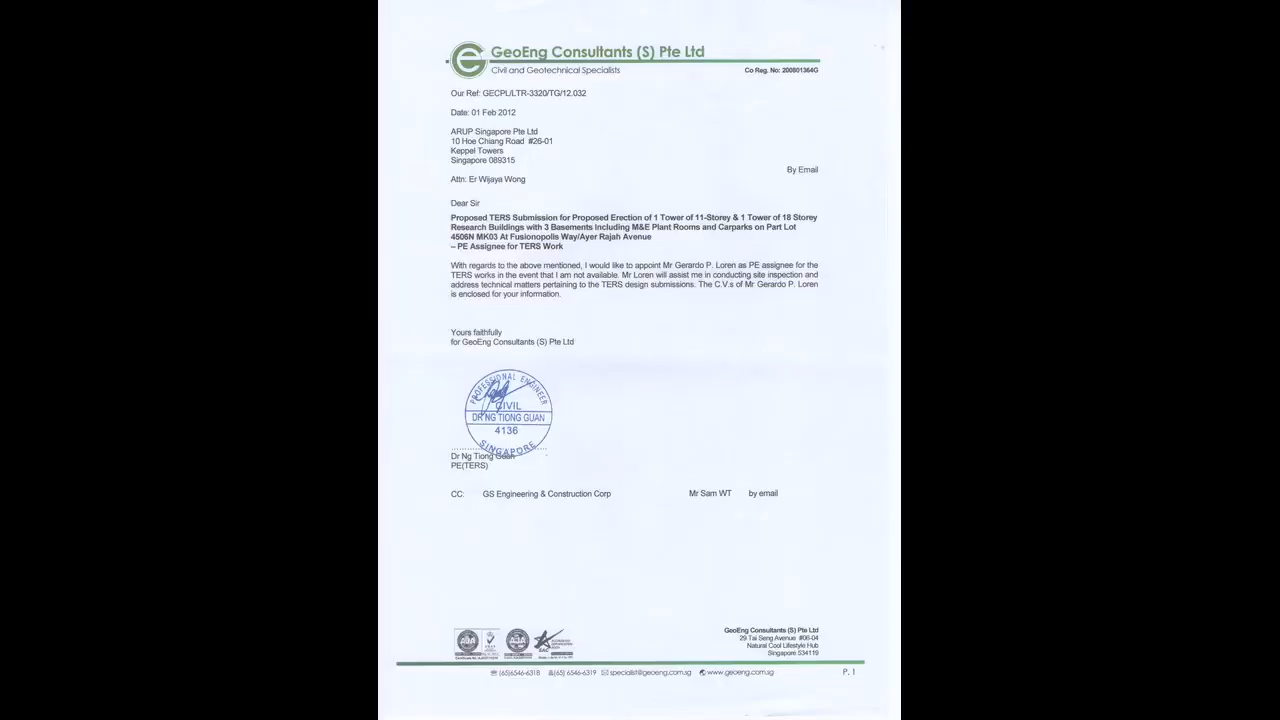 GeoEng Consultants (S) Pte Ltd
Civil and Geotechnical Specialists
Co Reg. No: 200801364G
Our Ref: GECPL/LTR-3320/TG/12.032
Date: 01 Feb 2012
ARUP Singapore Pte Ltd
10 Hoe Chiang Road #26-01
Keppel Towers
Singapore 089315
By Email
Attn: Er Wijaya Wong
Dear Sir
Proposed TERS Submission for Proposed Erection of 1 Tower of 11-Storey & 1 Tower of 18 Storey
Research Buildings with 3 Basements Including M&E Plant Rooms and Carparks on Part Lot
4506N MK03 At Fusionopolis Way/Ayer Rajah Avenue
– PE Assignee for TERS Work
With regards to the above mentioned, I would like to appoint Mr Gerardo P. Loren as PE assignee for the
TERS works in the event that I am not available. Mr Loren will assist me in conducting site inspection and
address technical matters pertaining to the TERS design submissions. The C.V.s of Mr Gerardo P. Loren
is enclosed for your information.
Yours faithfully
for GeoEng Consultants (S) Pte Ltd
PROFESSIONAL ENGINEER
CIVIL
DR NG TIONG GUAN
4136
SINGAPORE
Dr Ng Tiong Guan
PE(TERS)
CC: GS Engineering & Construction Corp Mr Sam WT by email
AJA AJA
GeoEng Consultants (S) Pte Ltd
29 Tai Seng Avenue #06-04
Natural Cool Lifestyle Hub
Singapore 534119
(65)6546-6318 (65) 6546-6319 specialist@geoeng.com.sg www.geoeng.com.sg
P. 1